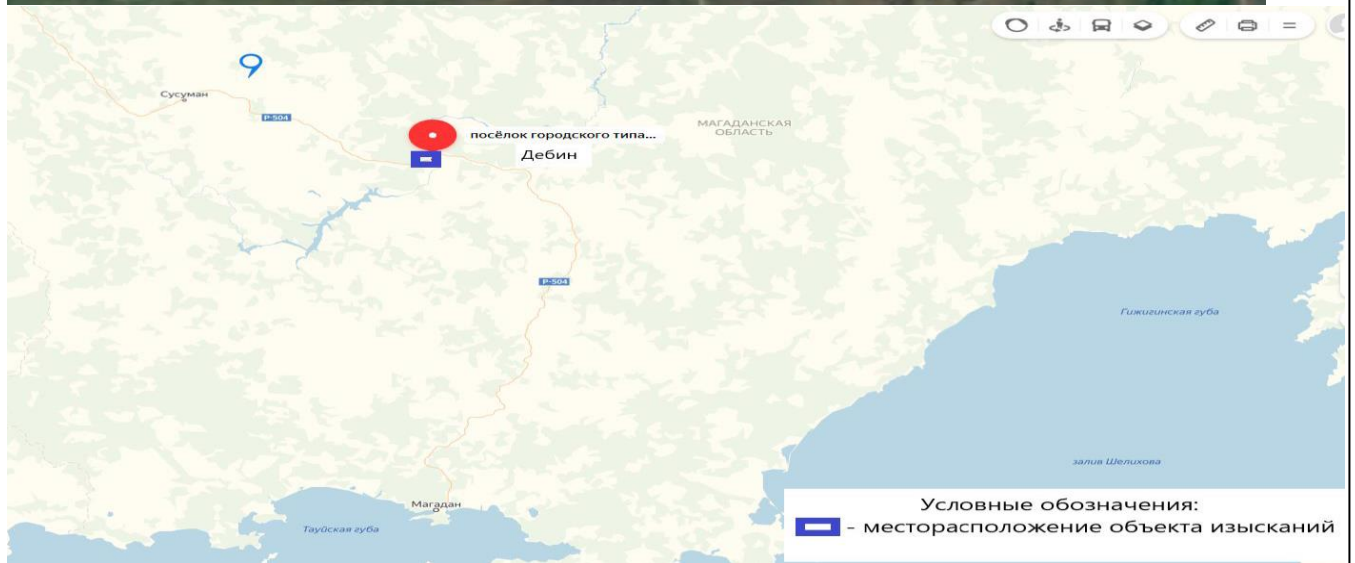 Сусуман
Р-504
МАГАДАНСКАЯ
ОБЛАСТЬ
посёлок городского типа...
Дебин
Р-504
Гижигинская губа
залив Шелихова
Магадан
Тауйская губа
Условные обозначения:
- месторасположение объекта изысканий